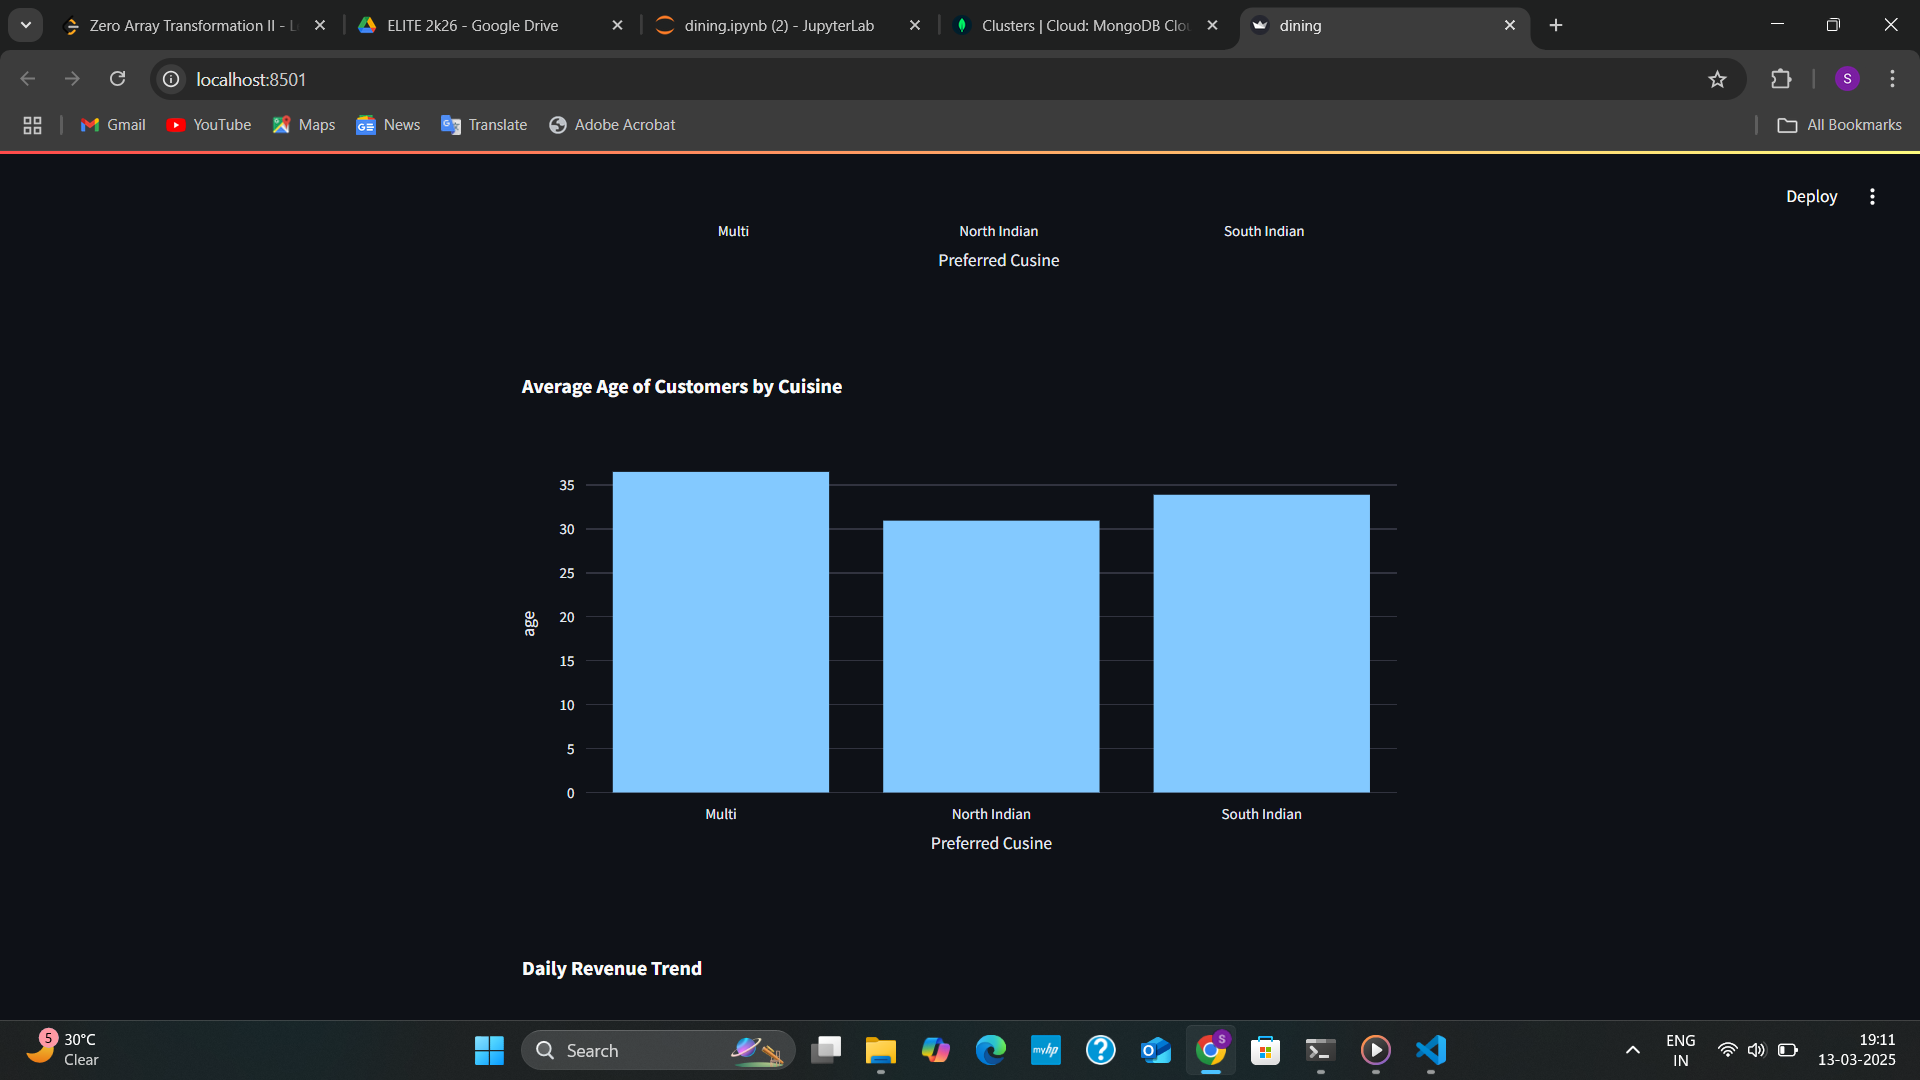 Zero Array Transformation II - L
ELITE 2k26 - Google Drive
dining.ipynb (2) - JupyterLab
Clusters | Cloud: MongoDB Clo
dining
localhost:8501
S
Gmail
YouTube
Maps
News
Translate
Adobe Acrobat
All Bookmarks
Deploy
Multi
North Indian
South Indian
Preferred Cusine
Average Age of Customers by Cuisine
35
30
25
20
15
10
5
0
age
Multi
North Indian
South Indian
Preferred Cusine
Daily Revenue Trend
5
30°C
Clear
Search
myhp
S
ENG
IN
19:11
13-03-2025